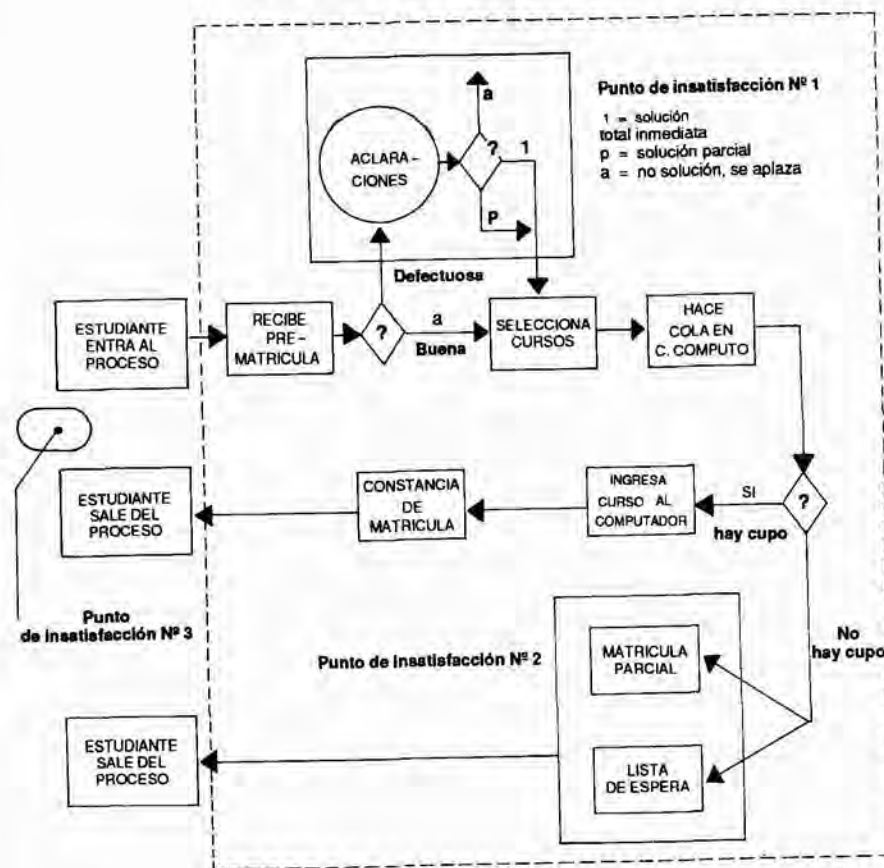 Punto de insatisfacción Nº 1
1 = solución
total inmediata
p = solución parcial
a = no solución, se aplaza
a
ACLARA-
CIONES
?
1
P
Defectuosa
ESTUDIANTE
ENTRA AL
PROCESO
RECIBE
PRE-
MATRICULA
?
a
Buena
SELECCIONA
CURSOS
HACE
COLA EN
C. COMPUTO
ESTUDIANTE
SALE DEL
PROCESO
CONSTANCIA
DE
MATRICULA
INGRESA
CURSO AL
COMPUTADOR
SI
hay cupo
?
Punto
de insatisfacción Nº 3
Punto de insatisfacción Nº 2
MATRICULA
PARCIAL
No
hay cupo
ESTUDIANTE
SALE DEL
PROCESO
LISTA
DE ESPERA